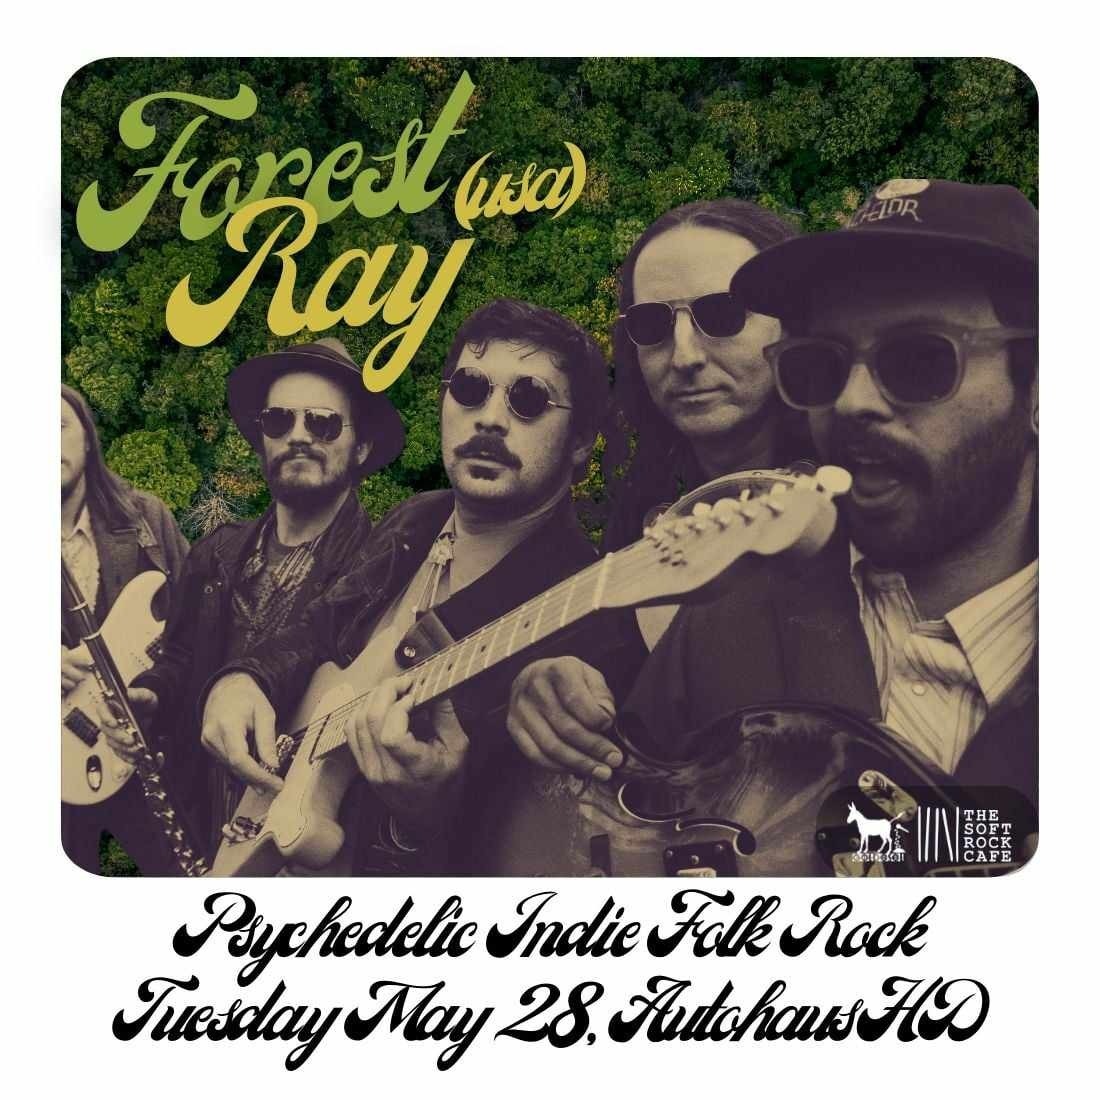 Forest
(usa)
Ray
THE
SOFT
ROCK
CAFE
Psychedelic Indie Folk Rock
Tuesday May 28, AutohausHD